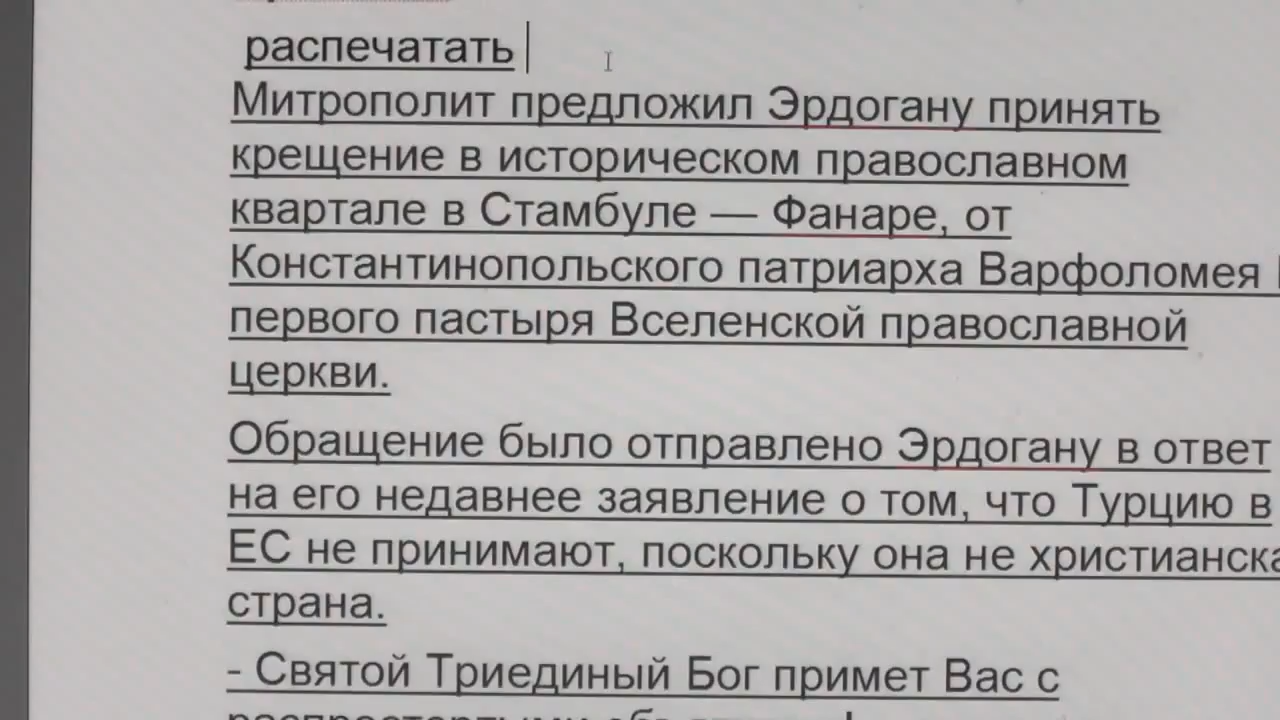 распечатать
Митрополит предложил Эрдогану принять
крещение в историческом православном
квартале в Стамбуле — Фанаре, от
Константинопольского патриарха Варфоломея
первого пастыря Вселенской православной
церкви.
Обращение было отправлено Эрдогану в ответ
на его недавнее заявление о том, что Турцию в
ЕС не принимают, поскольку она не христианска
страна.
- Святой Триединый Бог примет Вас с